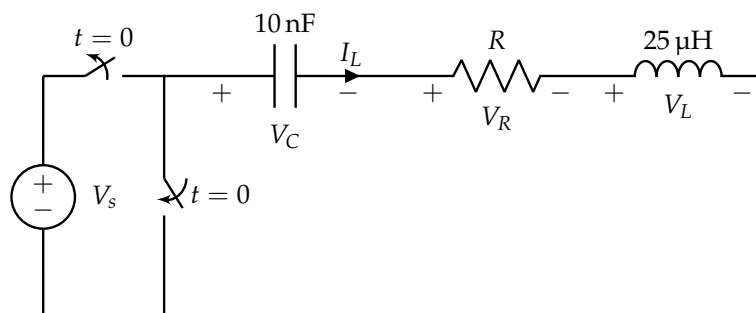 t = 0
10 nF
I_L
R
25 µH
+ − + − + −
V_C
V_R
V_L
+
−
V_s
t = 0